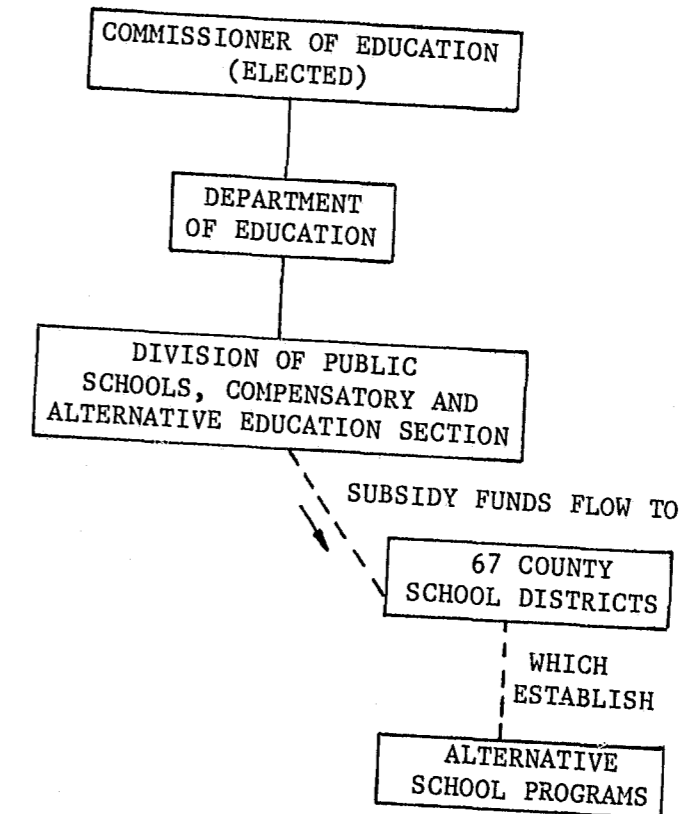 COMMISSIONER OF EDUCATION
(ELECTED)
DEPARTMENT
OF EDUCATION
DIVISION OF PUBLIC
SCHOOLS, COMPENSATORY AND
ALTERNATIVE EDUCATION SECTION
SUBSIDY FUNDS FLOW TO
67 COUNTY
SCHOOL DISTRICTS
WHICH
ESTABLISH
ALTERNATIVE
SCHOOL PROGRAMS